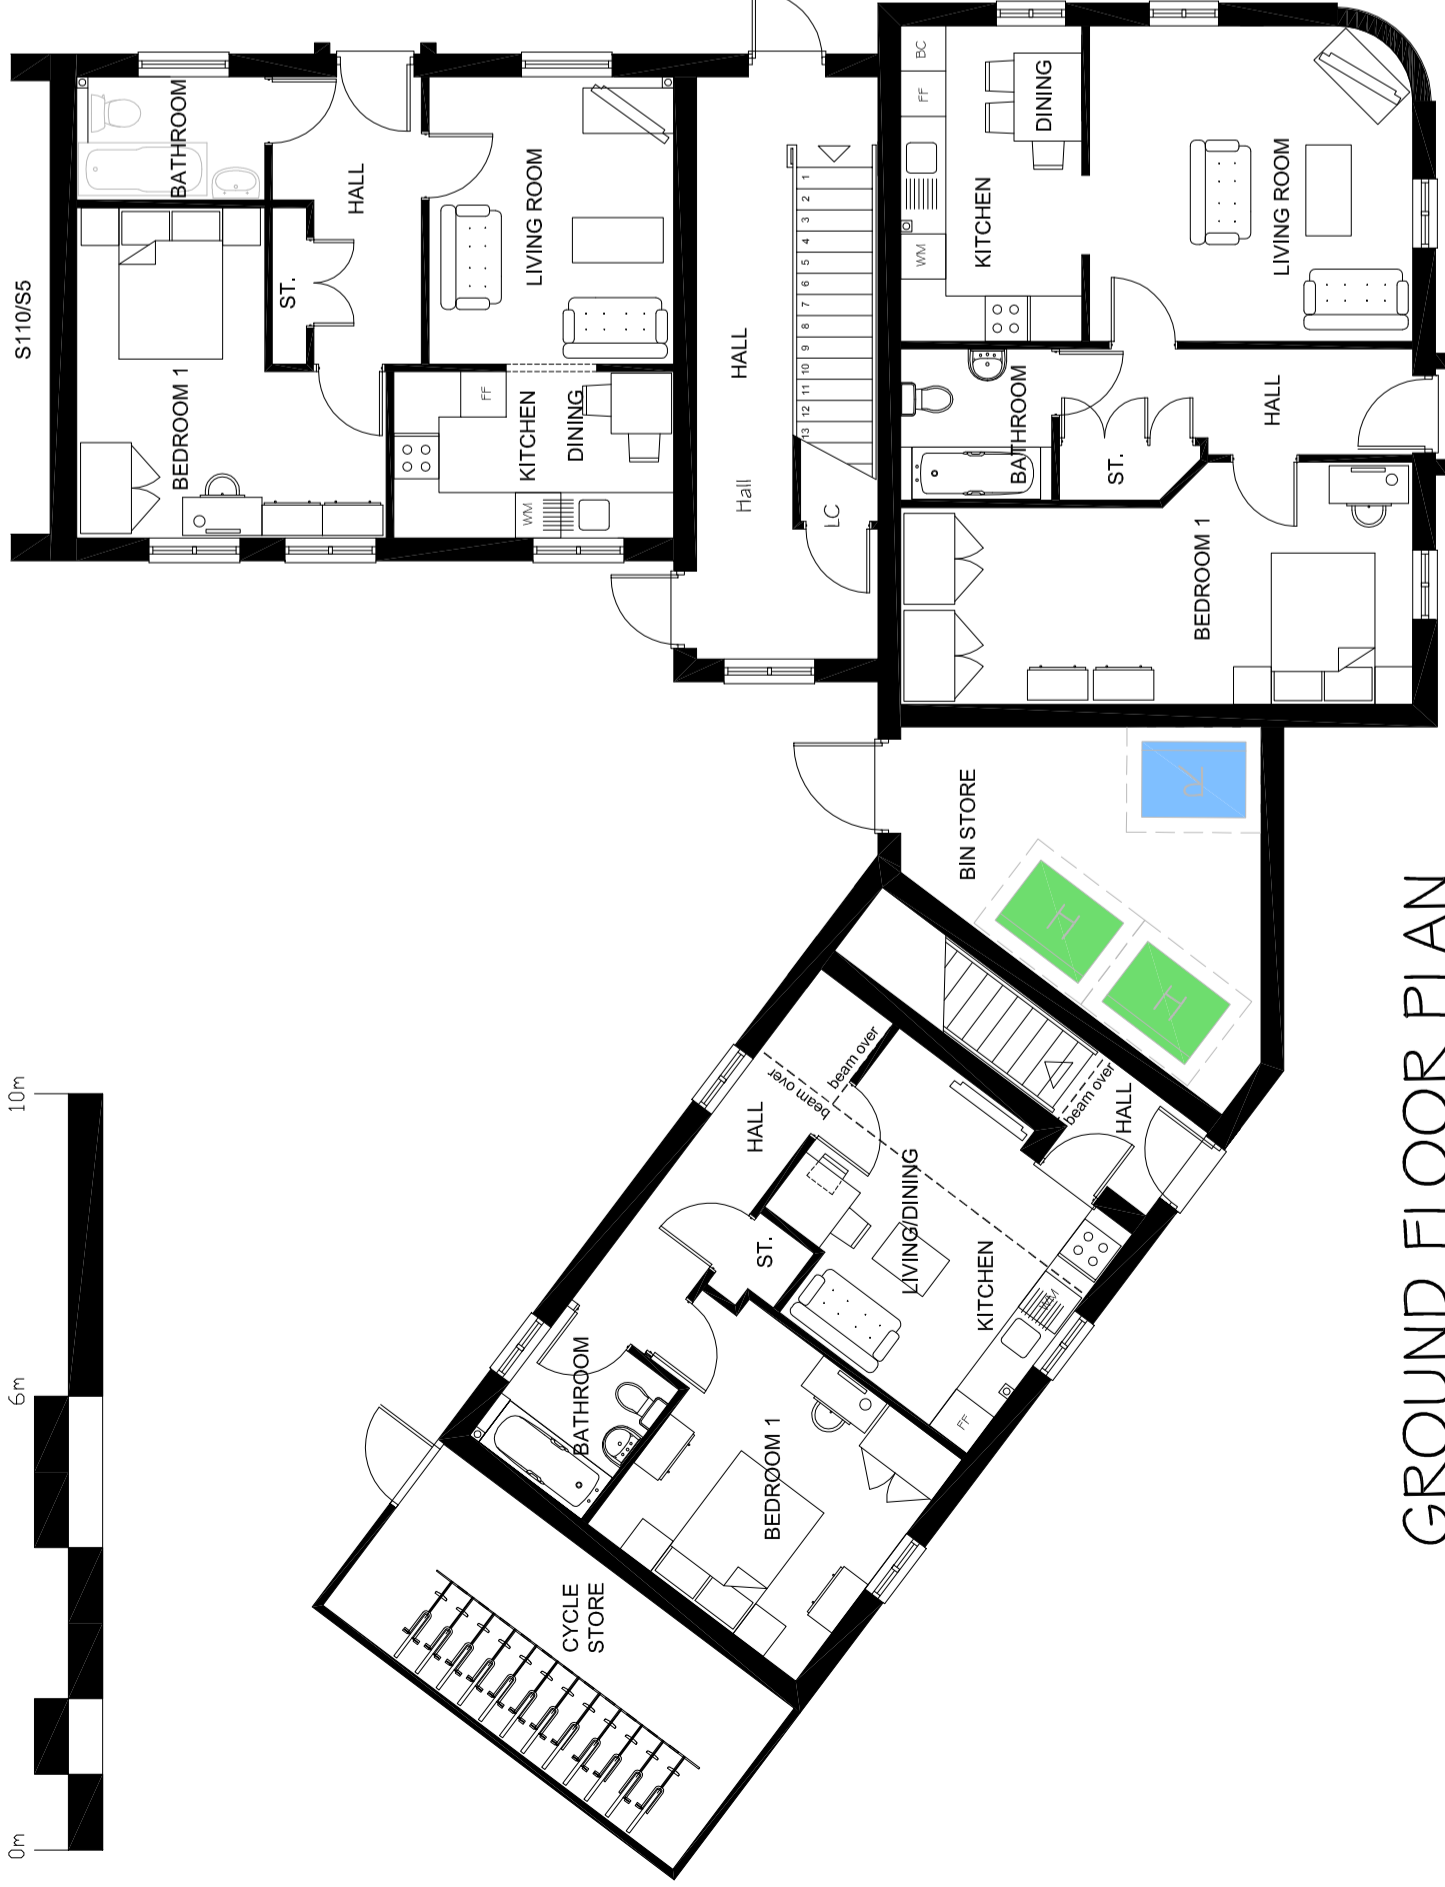 S110/S5
BATHROOM
HALL
ST.
BEDROOM 1
LIVING ROOM
KITCHEN
DINING
FF
WM
HALL
Hall
LC
1
2
3
4
5
6
7
8
9
10
11
12
13
BC
FF
WM
KITCHEN
DINING
LIVING ROOM
BATHROOM
ST.
HALL
BEDROOM 1
BIN STORE
R
H
H
beam over
beam over
beam over
HALL
HALL
ST.
LIVING/DINING
KITCHEN
WM
FF
BATHROOM
BEDROOM 1
CYCLE
STORE
0m
6m
10m
GROUND FLOOR PLAN